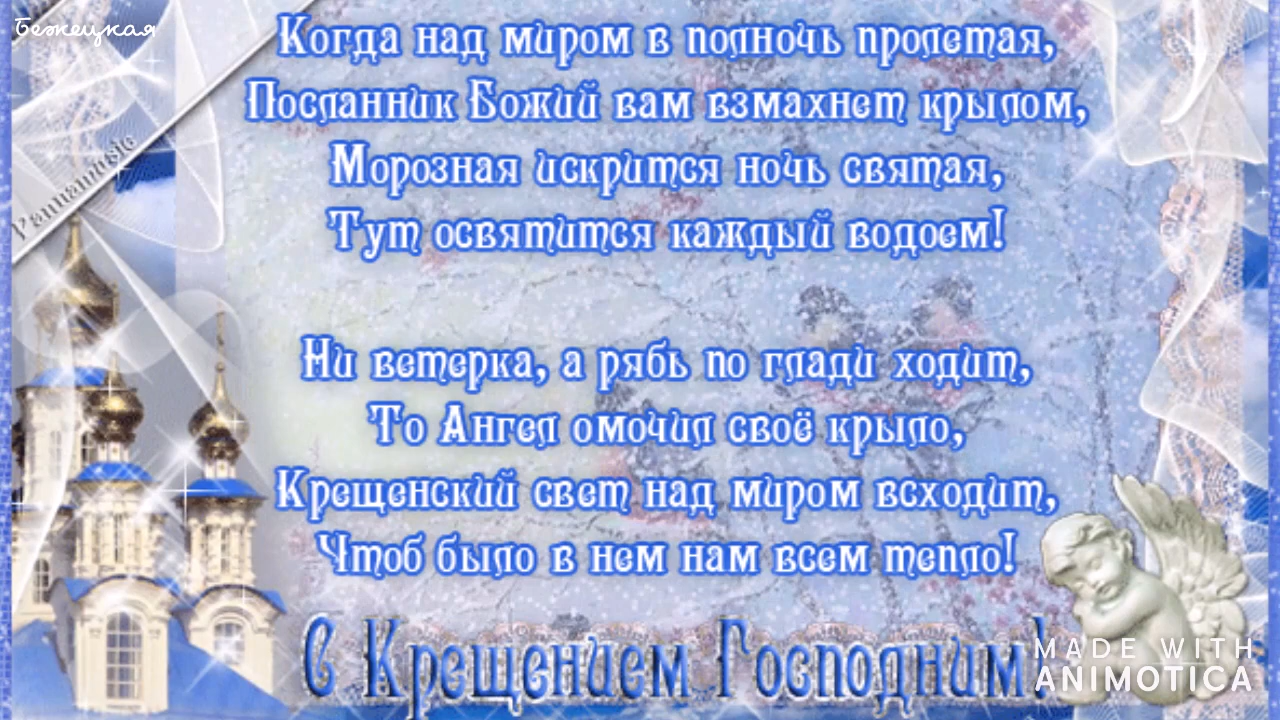 Бежецкая
Yannamusic
Когда над миром в полночь пролетая,
Посланник Божий вам взмахнет крылом,
Морозная искрится ночь святая,
Тут освятится каждый водоем!
Ни ветерка, а рябь по глади ходит,
То Ангел омочил своё крыло,
Крещенский свет над миром всходит,
Чтоб было в нем нам всем тепло!
С Крещением Господним!
MADE WITH
ANIMOTICA